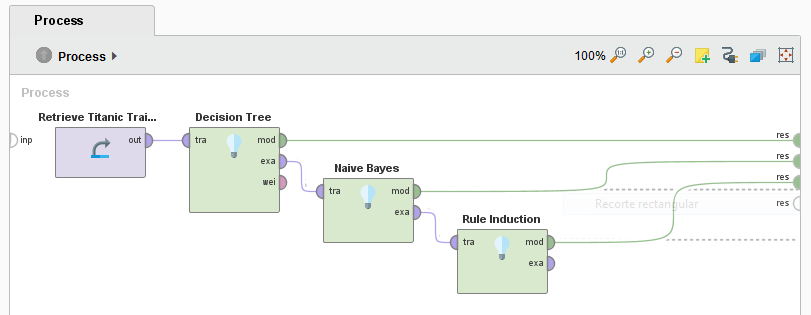 Process
Process
100%
Process
Retrieve Titanic Trai...
Decision Tree
inp
out
tra
mod
exa
wei
Naive Bayes
tra
mod
exa
Rule Induction
tra
mod
exa
res
res
res
res
Recorte rectangular